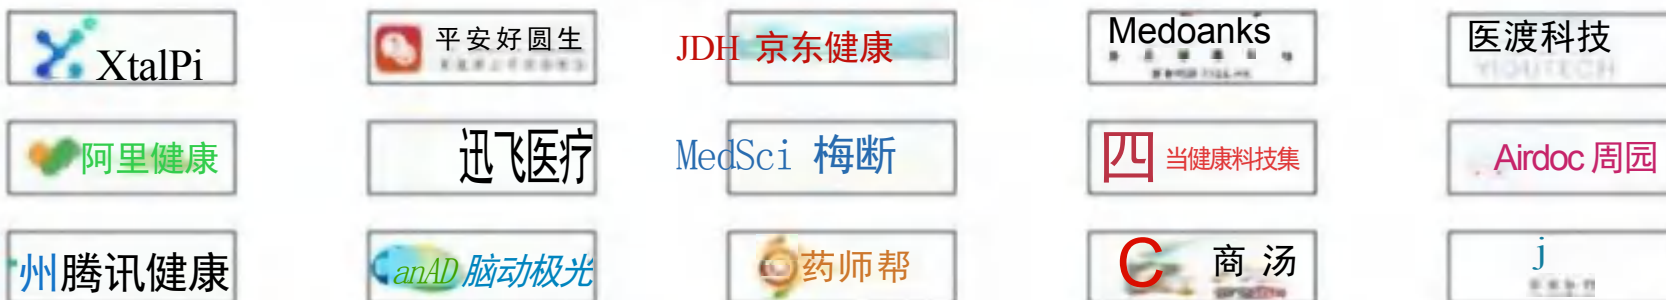 XtalPi
平安好圆生
JDH 京东健康
Medoanks
医渡科技
YIDUTECH
阿里健康
迅飞医疗
MedSci 梅断
四 当健康料技集
Airdoc 周园
州腾讯健康
anAD 脑动极光
药师帮
C 商汤
j